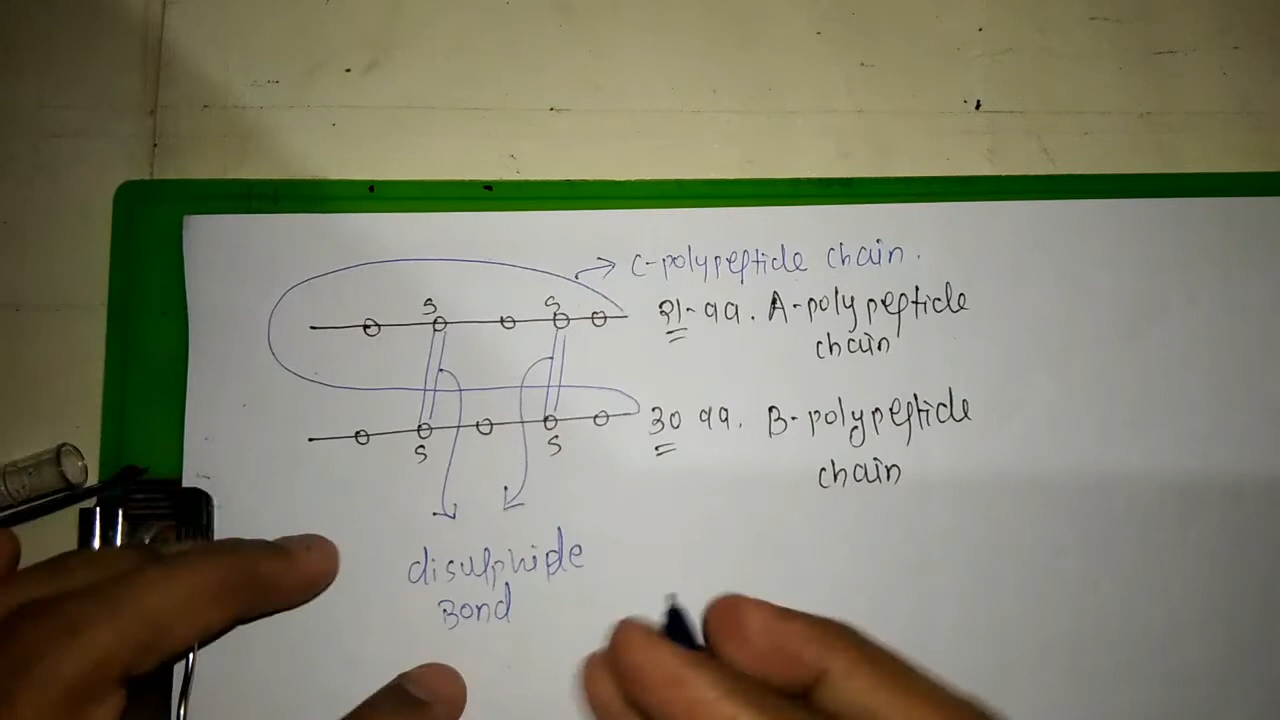 C-polypeptide chain.
S S
21-aa. A-polypeptide
chain
30 aa. B-polypeptide
chain
S S
disulphide
Bond